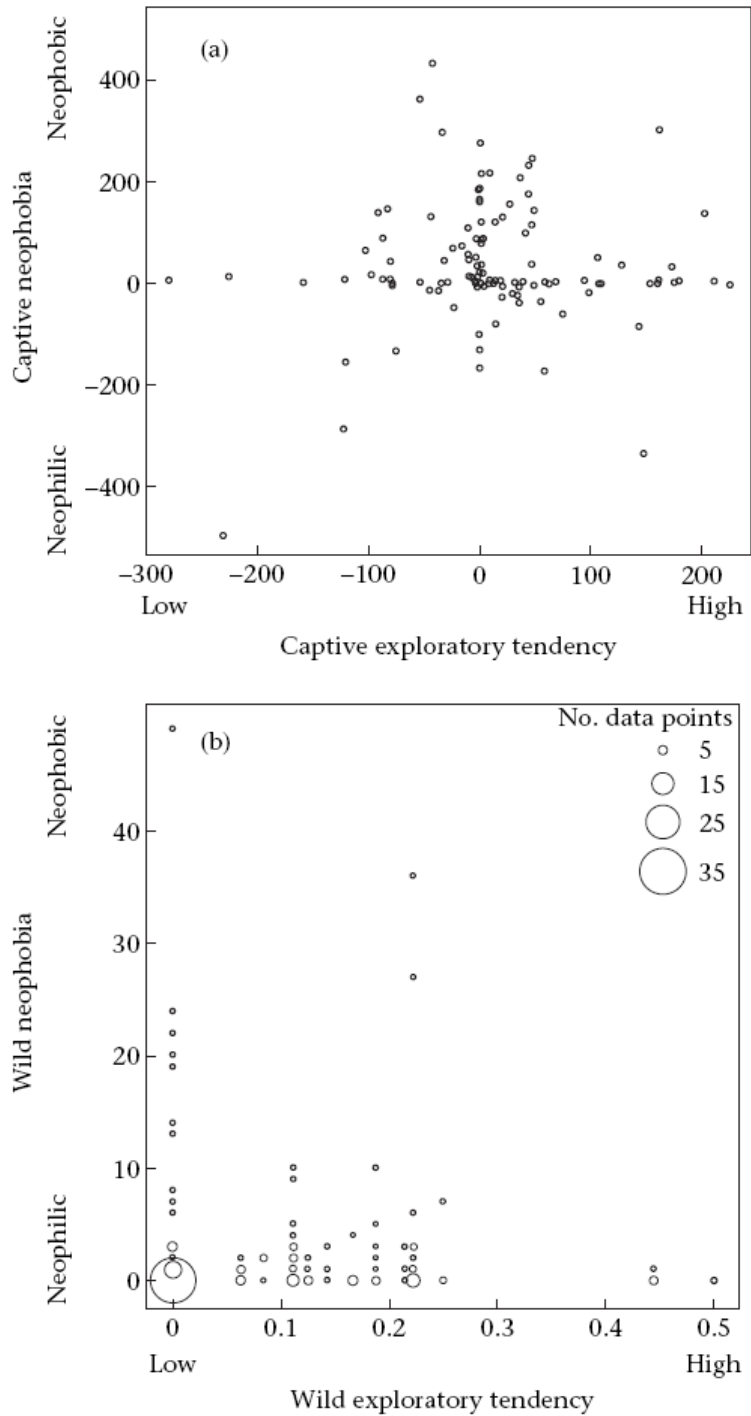 (a)
Neophobic
Captive neophobia
Neophilic
400
200
0
−200
−400
−300 −200 −100 0 100 200
Low High
Captive exploratory tendency
(b)
No. data points
5
15
25
35
Neophobic
Wild neophobia
Neophilic
40
30
20
10
0
0 0.1 0.2 0.3 0.4 0.5
Low High
Wild exploratory tendency